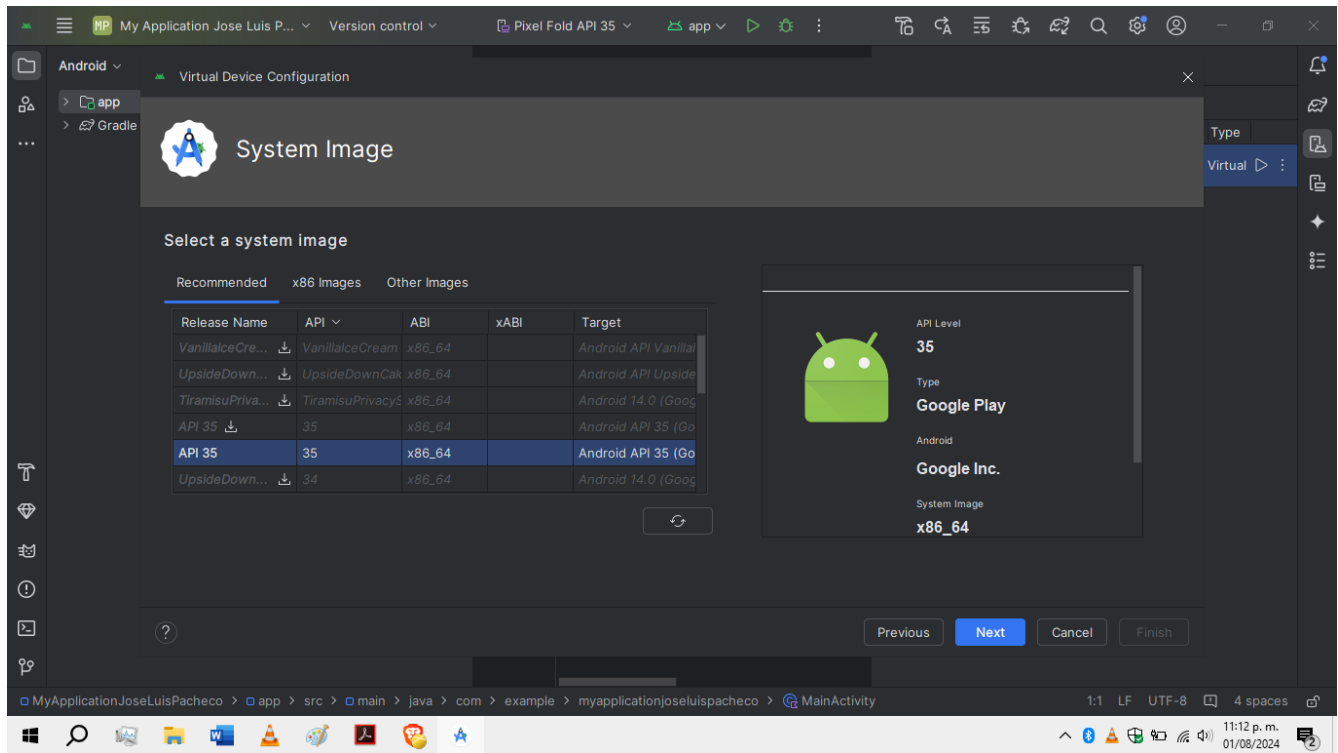 MP My Application Jose Luis P... Version control Pixel Fold API 35 app
Android
app
Gradle
Virtual Device Configuration
System Image
Type
Virtual
Select a system image
Recommended x86 Images Other Images
Release Name API ABI xABI Target
VanillaIceCre... VanillaIceCream x86_64 Android API Vanillal
UpsideDown... UpsideDownCak x86_64 Android API Upside
TiramisuPriva... TiramisuPrivacyS x86_64 Android 14.0 (Goog
API 35 35 x86_64 Android API 35 (Go
API 35 35 x86_64 Android API 35 (Go
UpsideDown... 34 x86_64 Android 14.0 (Goog
API Level
35
Type
Google Play
Android
Google Inc.
System Image
x86_64
? Previous Next Cancel Finish
MyApplicationJoseLuisPacheco > app > src > main > java > com > example > myapplicationjoseluispacheco > MainActivity 1:1 LF UTF-8 4 spaces
11:12 p. m.
01/08/2024
2